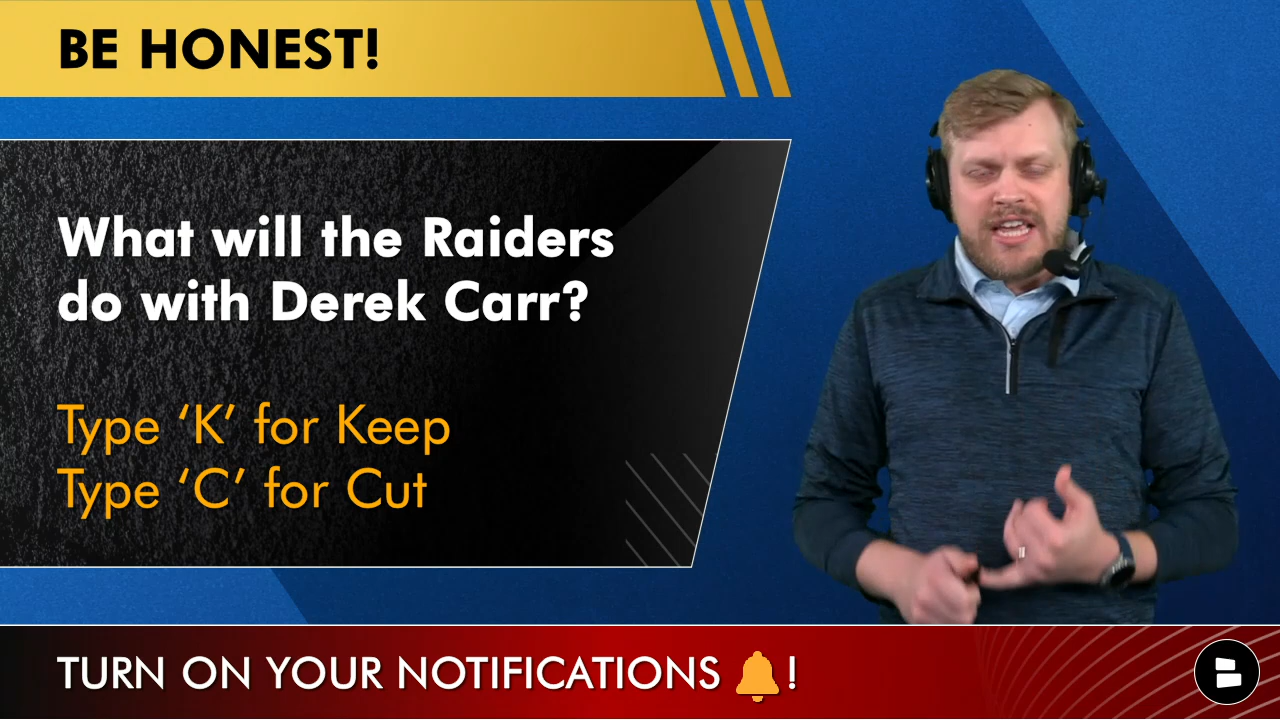 BE HONEST!
What will the Raiders
do with Derek Carr?
Type ‘K’ for Keep
Type ‘C’ for Cut
TURN ON YOUR NOTIFICATIONS 🔔!